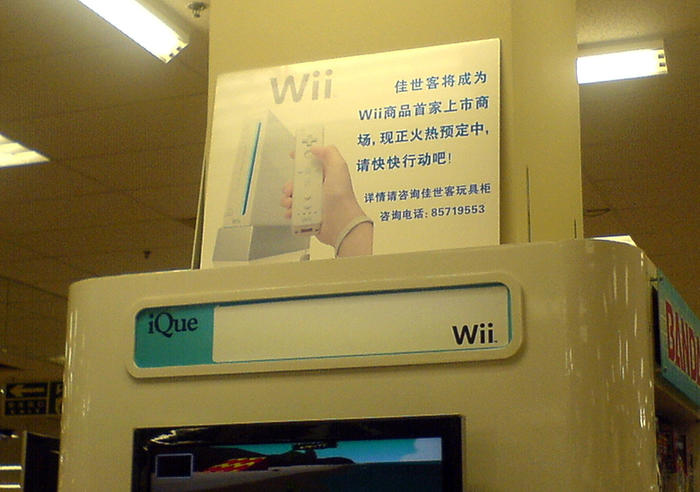 Wii
佳世客将成为
Wii商品首家上市商
场,现正火热预定中,
请快快行动吧!
详情请咨询佳世客玩具柜
咨询电话:85719553
iQue
Wii
BANDA